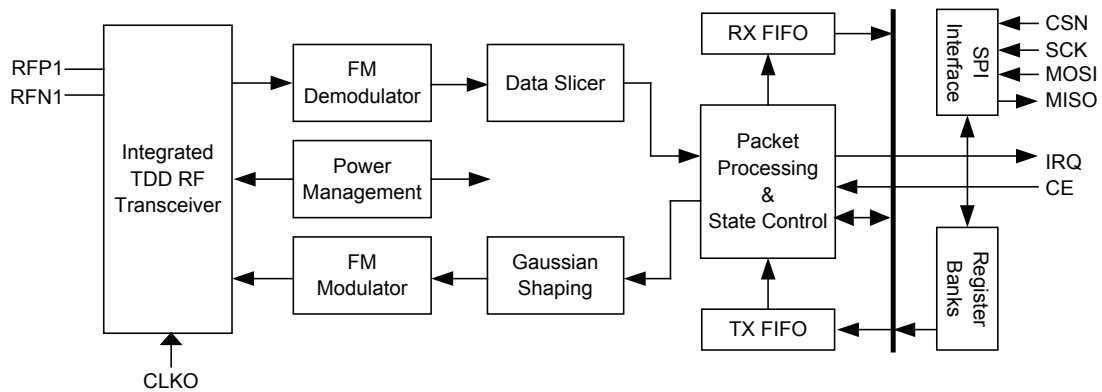 RFP1
RFN1
Integrated
TDD RF
Transceiver
CLKO
FM
Demodulator
Data Slicer
Power
Management
FM
Modulator
Gaussian
Shaping
RX FIFO
Packet
Processing
&
State Control
TX FIFO
SPI
Interface
CSN
SCK
MOSI
MISO
IRQ
CE
Register
Banks